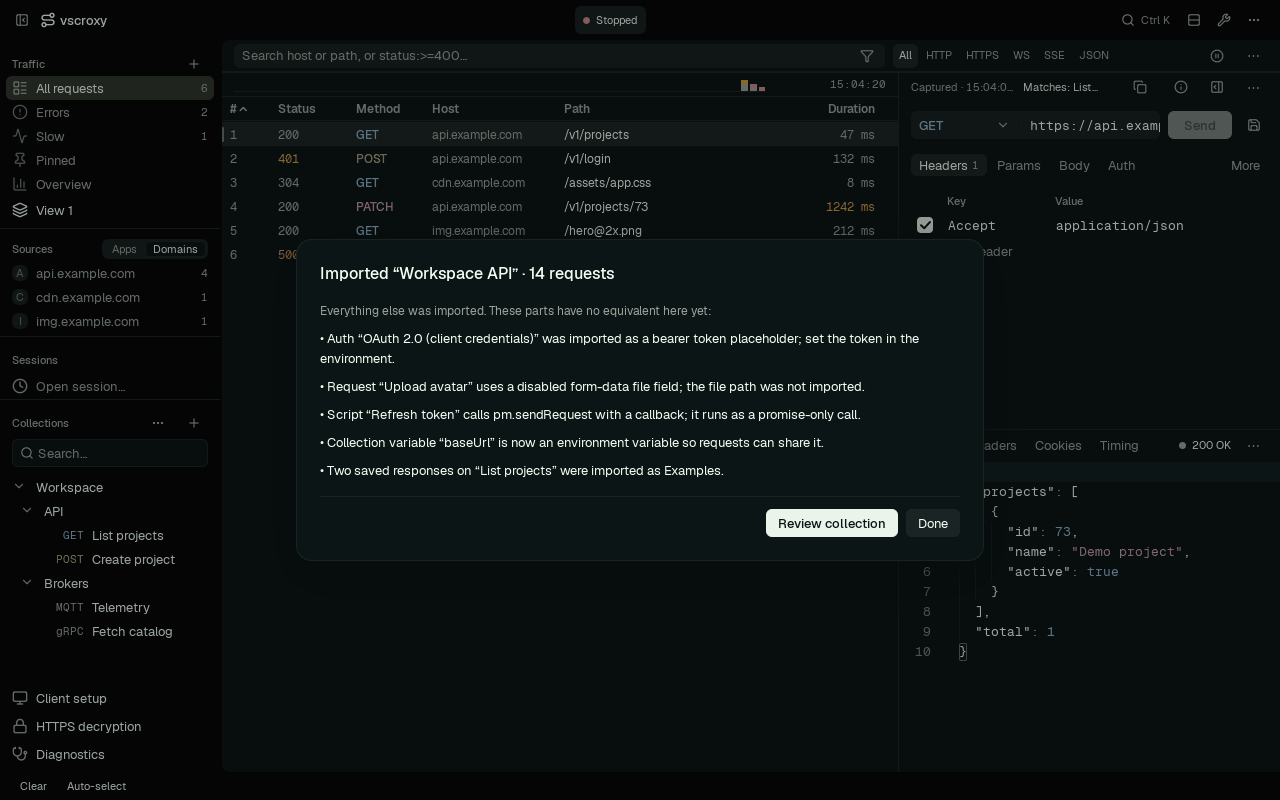 vscroxy
Stopped
Ctrl K
Traffic
All requests 6
Errors 2
Slow 1
Pinned
Overview
View 1
Sources Apps Domains
A api.example.com 4
C cdn.example.com 1
I img.example.com 1
Sessions
Open session…
Collections
Search…
Workspace
API
GET List projects
POST Create project
Brokers
MQTT Telemetry
gRPC Fetch catalog
Client setup
HTTPS decryption
Diagnostics
Clear Auto-select
Search host or path, or status:>=400…
All HTTP HTTPS WS SSE JSON
15:04:20
# Status Method Host Path Duration
1 200 GET api.example.com /v1/projects 47 ms
2 401 POST api.example.com /v1/login 132 ms
3 304 GET cdn.example.com /assets/app.css 8 ms
4 200 PATCH api.example.com /v1/projects/73 1242 ms
5 200 GET img.example.com /hero@2x.png 212 ms
6 500
Captured · 15:04:0… Matches: List…
GET https://api.examp Send
Headers 1 Params Body Auth More
Key Value
Accept application/json
eader
Imported “Workspace API” · 14 requests
Everything else was imported. These parts have no equivalent here yet:
• Auth “OAuth 2.0 (client credentials)” was imported as a bearer token placeholder; set the token in the
environment.
• Request “Upload avatar” uses a disabled form-data file field; the file path was not imported.
• Script “Refresh token” calls pm.sendRequest with a callback; it runs as a promise-only call.
• Collection variable “baseUrl” is now an environment variable so requests can share it.
• Two saved responses on “List projects” were imported as Examples.
Review collection Done
aders Cookies Timing 200 OK
projects": [
{
"id": 73,
"name": "Demo project",
6 "active": true
7 }
8 ],
9 "total": 1
10 }